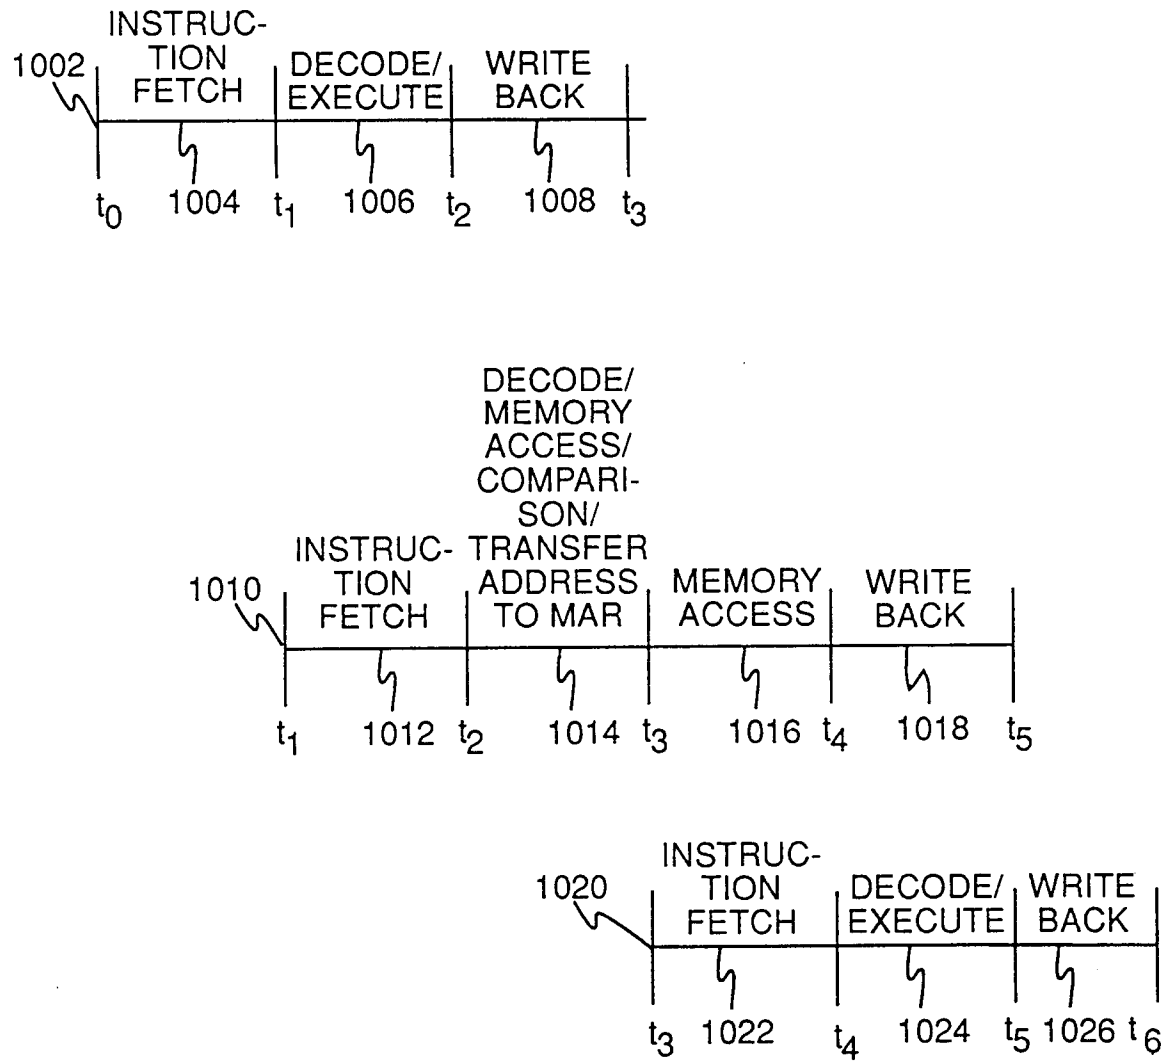 INSTRUC-
TION
FETCH
1002
DECODE/
EXECUTE
WRITE
BACK
t0 1004 t1 1006 t2 1008 t3
DECODE/
MEMORY
ACCESS/
COMPARI-
SON/
TRANSFER
ADDRESS
TO MAR
INSTRUC-
TION
FETCH
1010
MEMORY
ACCESS
WRITE
BACK
t1 1012 t2 1014 t3 1016 t4 1018 t5
INSTRUC-
TION
FETCH
1020
DECODE/
EXECUTE
WRITE
BACK
t3 1022 t4 1024 t5 1026 t6